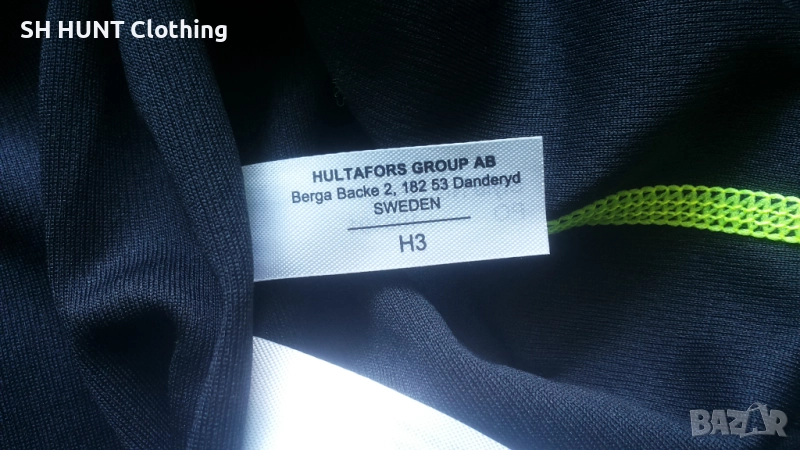 SH HUNT Clothing
HULTAFORS GROUP AB
Berga Backe 2, 182 53 Danderyd
SWEDEN
H3
BAZAR